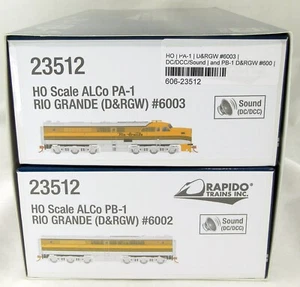 23512
HO | PA-1 | D&RGW #6003 |
DC/DCC/Sound | and PB-1 D&RGW #600 |
606-23512
HO Scale ALCo PA-1
RIO GRANDE (D&RGW) #6003
Sound
(DC/DCC)
23512
RAPIDO
TRAINS INC.
HO Scale ALCo PB-1
RIO GRANDE (D&RGW) #6002
Sound
(DC/DCC)